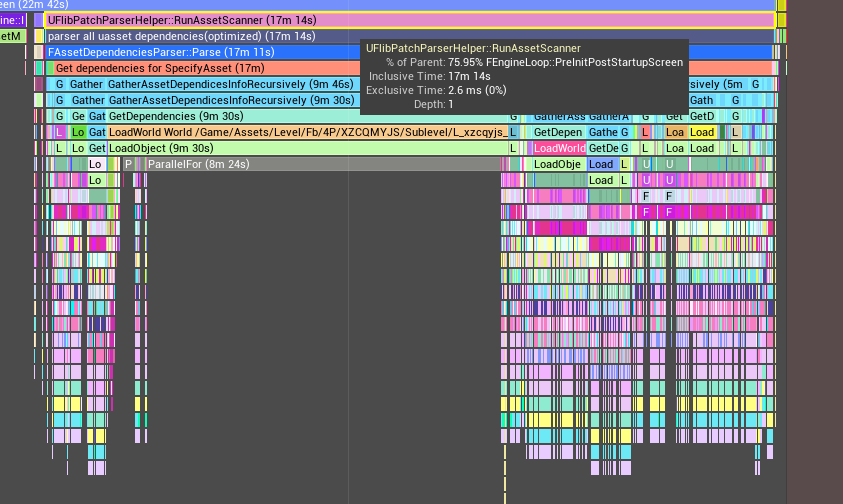 een (22m 42s)
ine::I UFlibPatchParserHelper::RunAssetScanner (17m 14s)
setM parser all uasset dependencies(optimized) (17m 14s)
FAssetDependenciesParser::Parse (17m 11s)
UFlibPatchParserHelper::RunAssetScanner
% of Parent: 75.95% FEngineLoop::PreInitPostStartupScreen
Inclusive Time: 17m 14s
Exclusive Time: 2.6 ms (0%)
Depth: 1
Get dependencies for SpecifyAsset (17m)
G GatherAssetDependicesInfoRecursively (9m 46s) sively (5m G
G Gather GatherAssetDependicesInfoRecursively (9m 30s) Gath G
G Ge Gat GetDependencies (9m 30s) G GatherAss GatherA G Get GetD G
L Lo Gat LoadWorld World /Game/Assets/Level/Fb/4P/XZCQMYJS/Sublevel/L_xzcqyjs_ L GetDepen Gathe G L Loa Load L
L Lo Get LoadObject (9m 30s) L LoadWorld GetDe G L Loa Load L
Lo P ParallelFor (8m 24s) LoadObje Load L U U
Lo Load L U U
F F
F F